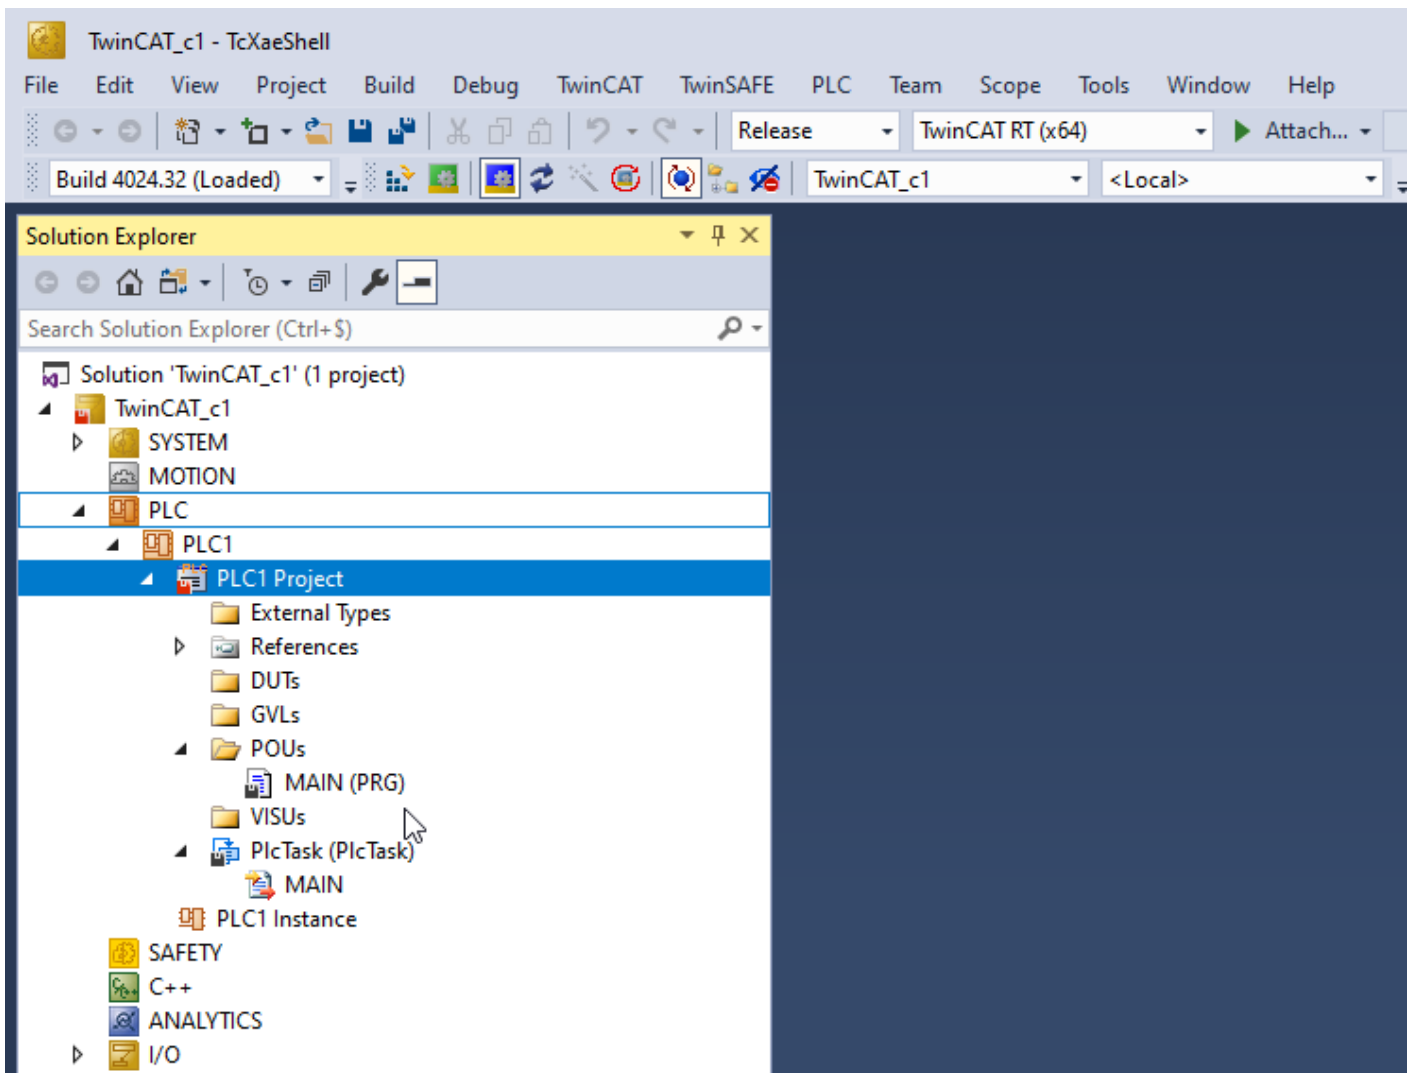 TwinCAT_c1 - TcXaeShell
File Edit View Project Build Debug TwinCAT TwinSAFE PLC Team Scope Tools Window Help
Release TwinCAT RT (x64) Attach...
Build 4024.32 (Loaded) TwinCAT_c1 <Local>
Solution Explorer
Search Solution Explorer (Ctrl+$)
Solution 'TwinCAT_c1' (1 project)
TwinCAT_c1
SYSTEM
MOTION
PLC
PLC1
PLC1 Project
External Types
References
DUTs
GVLs
POUs
MAIN (PRG)
VISUs
PlcTask (PlcTask)
MAIN
PLC1 Instance
SAFETY
C++
ANALYTICS
I/O